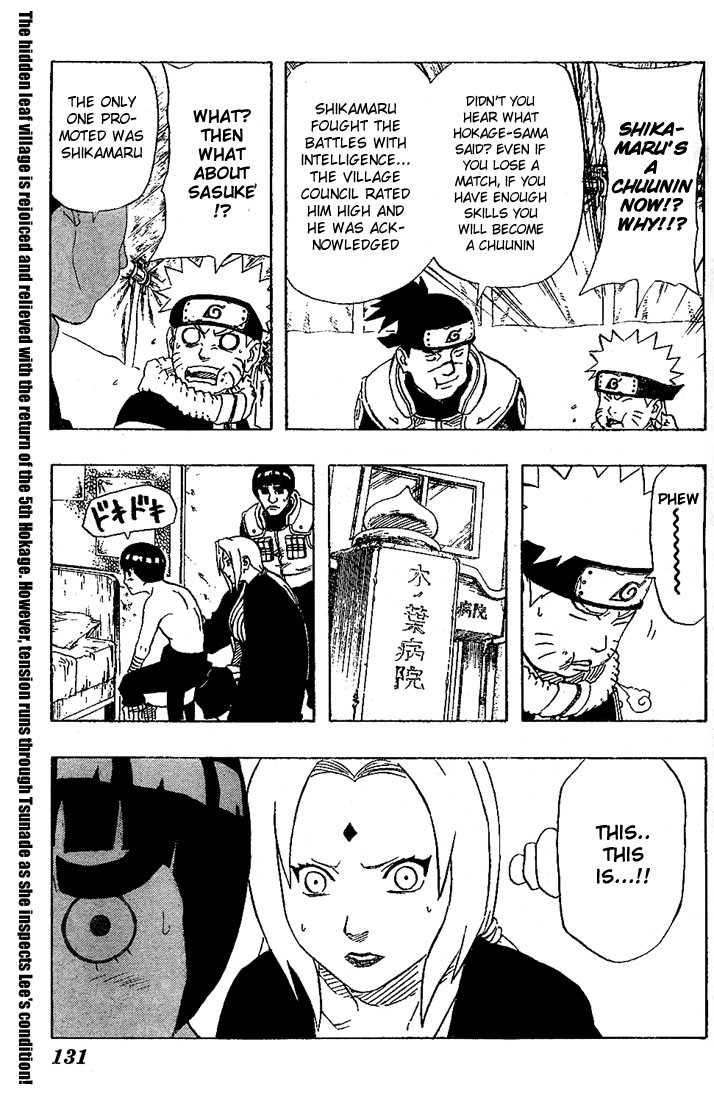 SHIKA-
MARU'S
A
CHUUNIN
NOW!?
WHY!!?
DIDN'T YOU
HEAR WHAT
HOKAGE-SAMA
SAID? EVEN IF
YOU LOSE A
MATCH, IF YOU
HAVE ENOUGH
SKILLS YOU
WILL BECOME
A CHUUNIN
SHIKAMARU
FOUGHT THE
BATTLES WITH
INTELLIGENCE...
THE VILLAGE
COUNCIL RATED
HIM HIGH AND
HE WAS ACK-
NOWLEDGED
WHAT?
THEN
WHAT
ABOUT
SASUKE
!?
THE ONLY
ONE PRO-
MOTED WAS
SHIKAMARU
PHEW
木ノ葉病院
病院
ドキドキ
THIS..
THIS
IS...!!
131
The hidden leaf village is rejoiced and relieved with the return of the 5th Hokage. However, tension runs through Tsunade as she inspects Lee's condition!